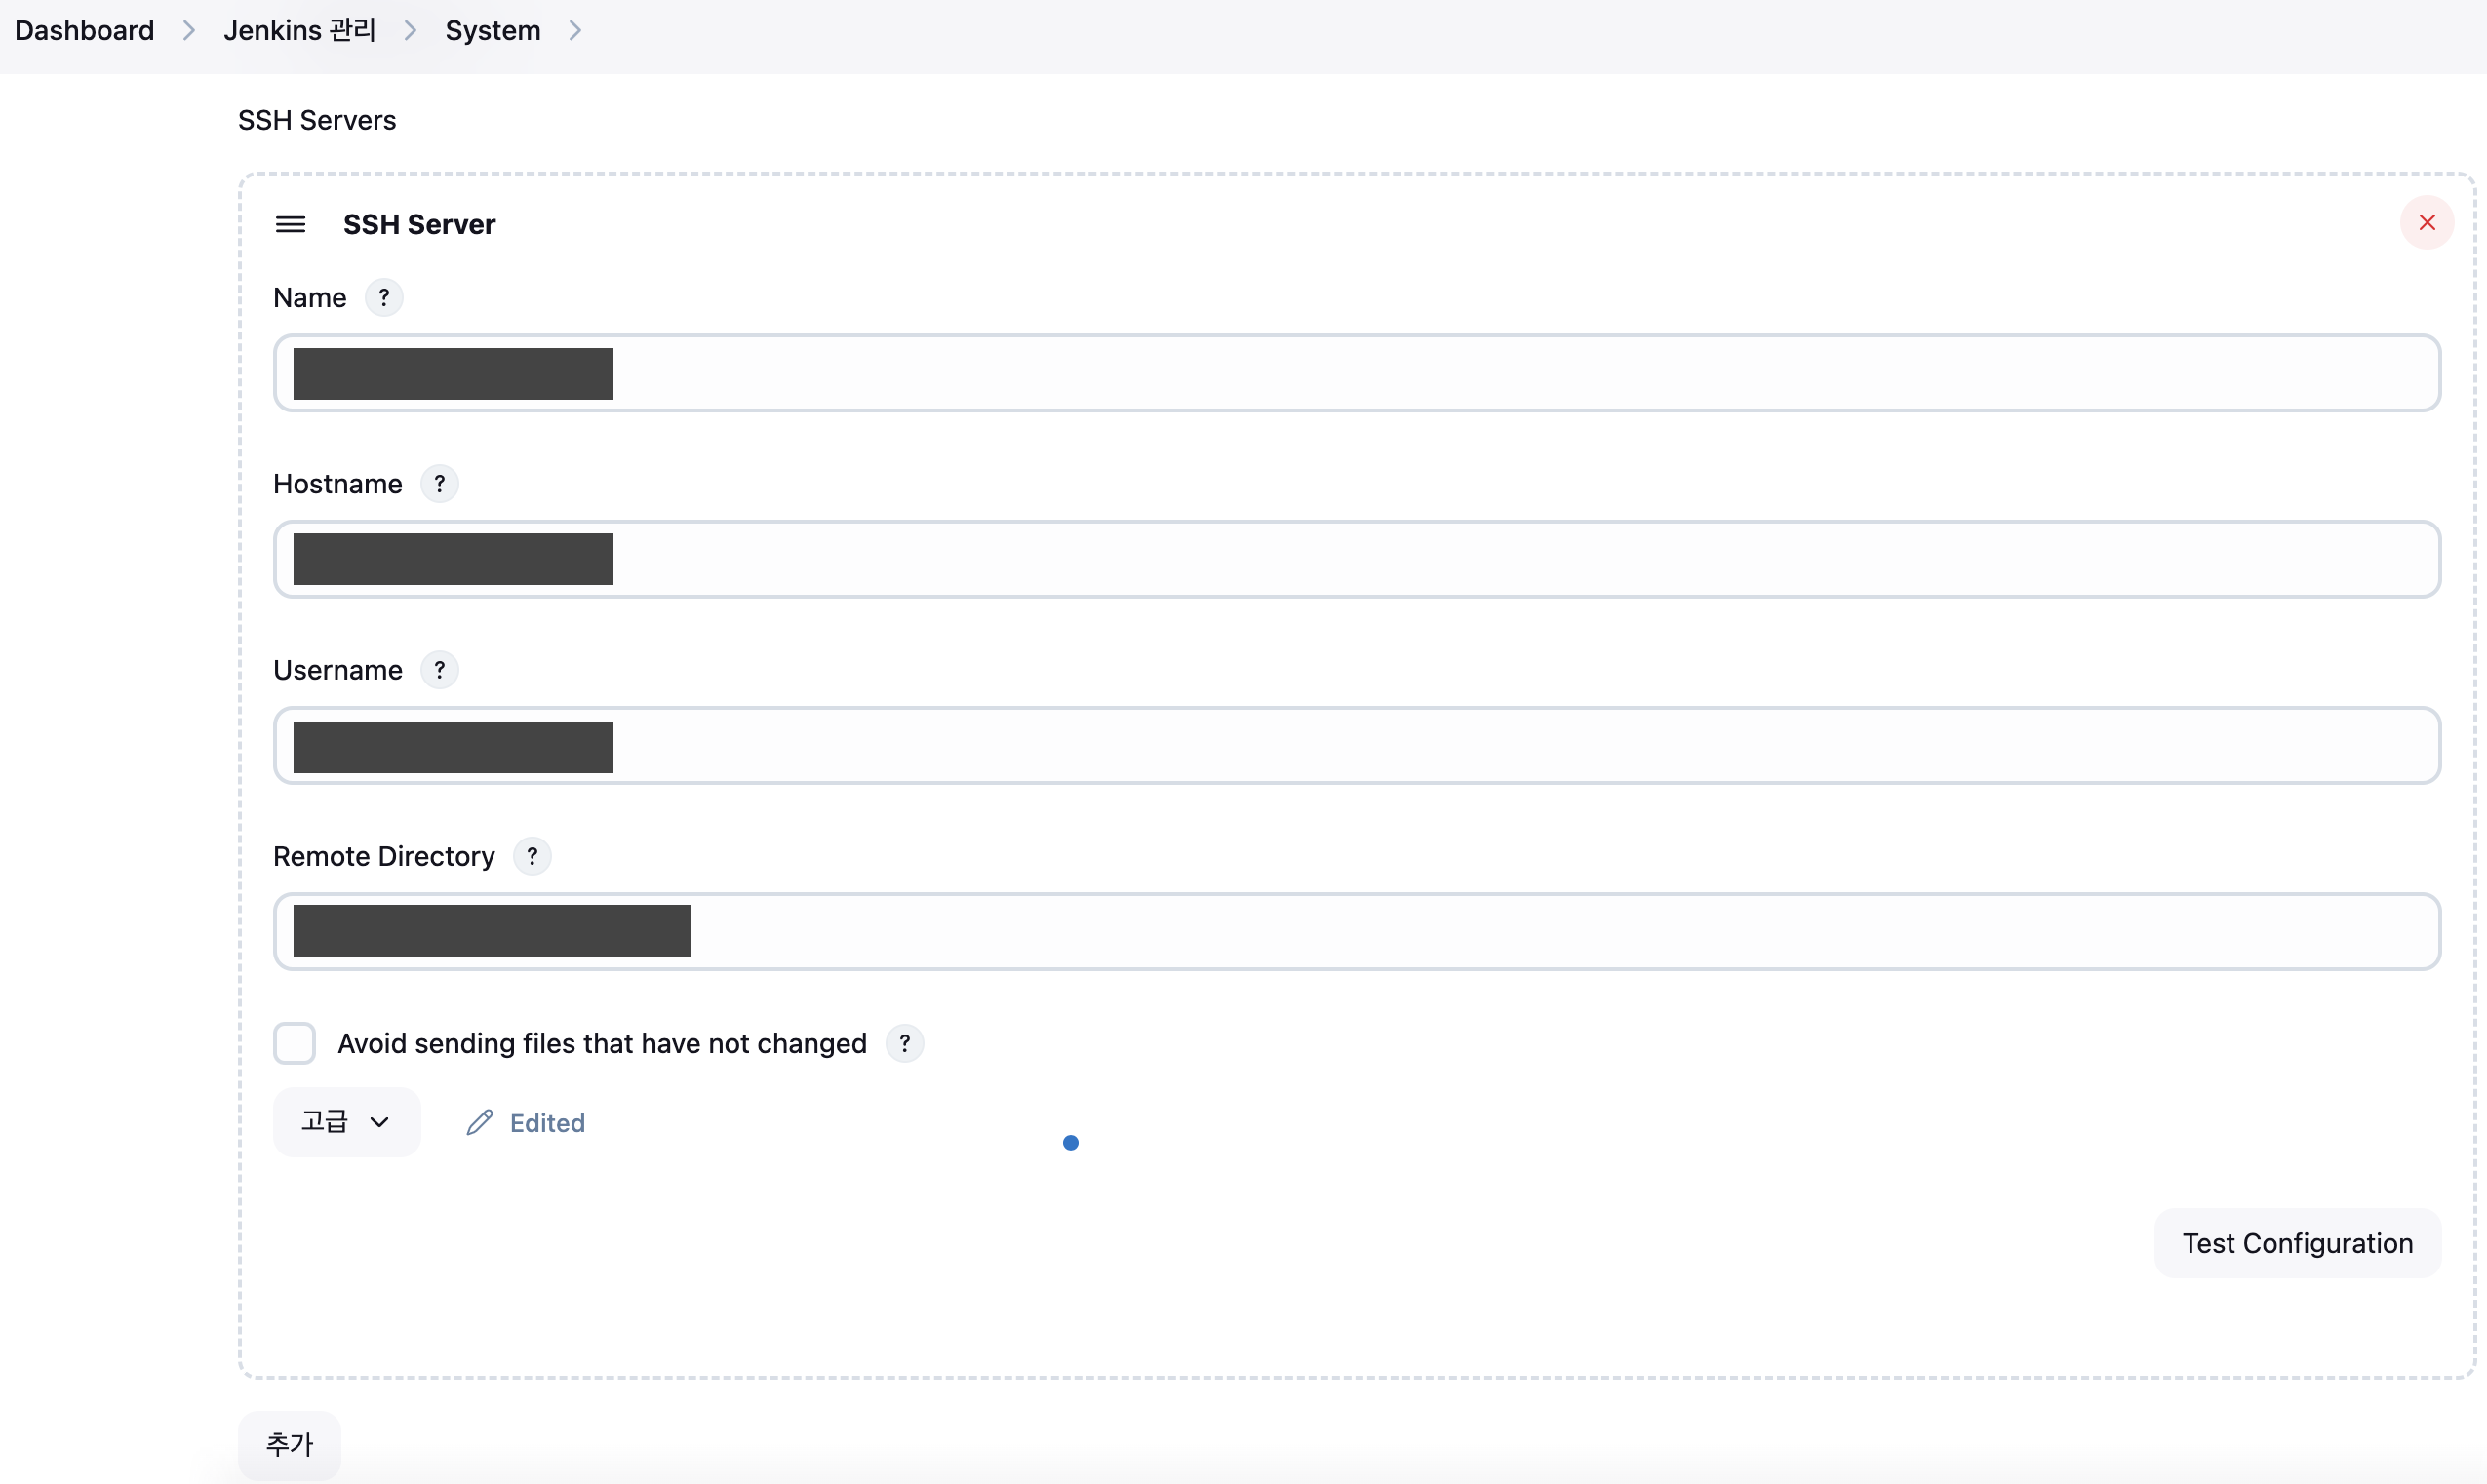 Dashboard > Jenkins 관리 > System >
SSH Servers
SSH Server
Name ?
Hostname ?
Username ?
Remote Directory ?
Avoid sending files that have not changed ?
고급 Edited
Test Configuration
추가